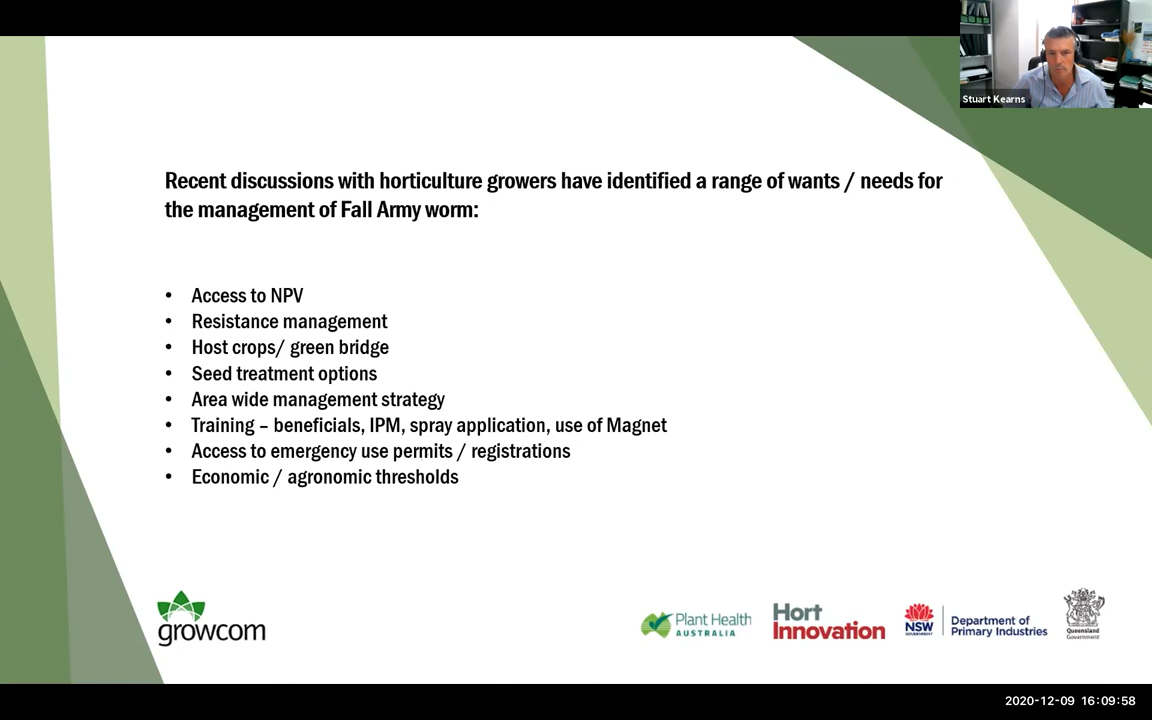 Stuart Kearns
Recent discussions with horticulture growers have identified a range of wants / needs for
the management of Fall Army worm:
• Access to NPV
• Resistance management
• Host crops/ green bridge
• Seed treatment options
• Area wide management strategy
• Training – beneficials, IPM, spray application, use of Magnet
• Access to emergency use permits / registrations
• Economic / agronomic thresholds
growcom
Plant Health
AUSTRALIA
Hort
Innovation
NSW
GOVERNMENT
Department of
Primary Industries
Queensland
Government
2020-12-09 16:09:58